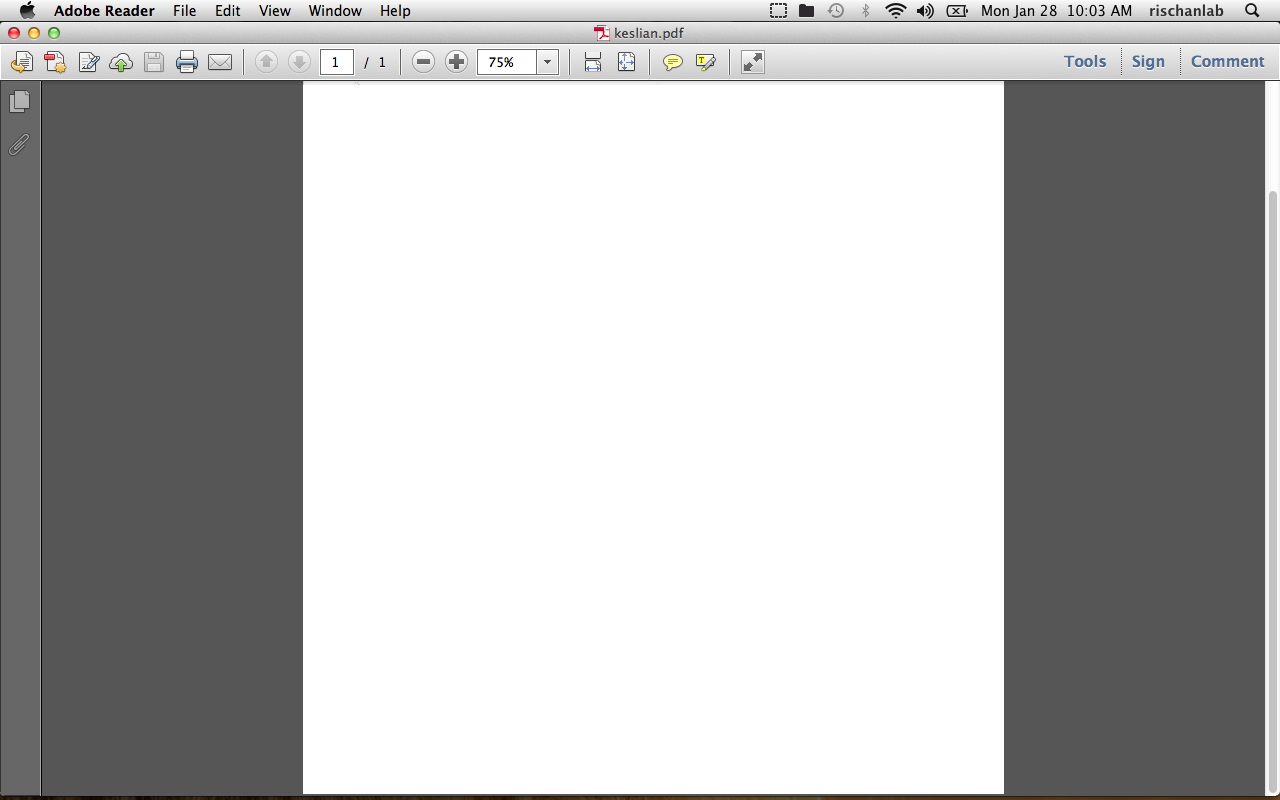 Adobe Reader File Edit View Window Help Mon Jan 28 10:03 AM rischanlab
keslian.pdf
1 / 1 75% T Tools Sign Comment